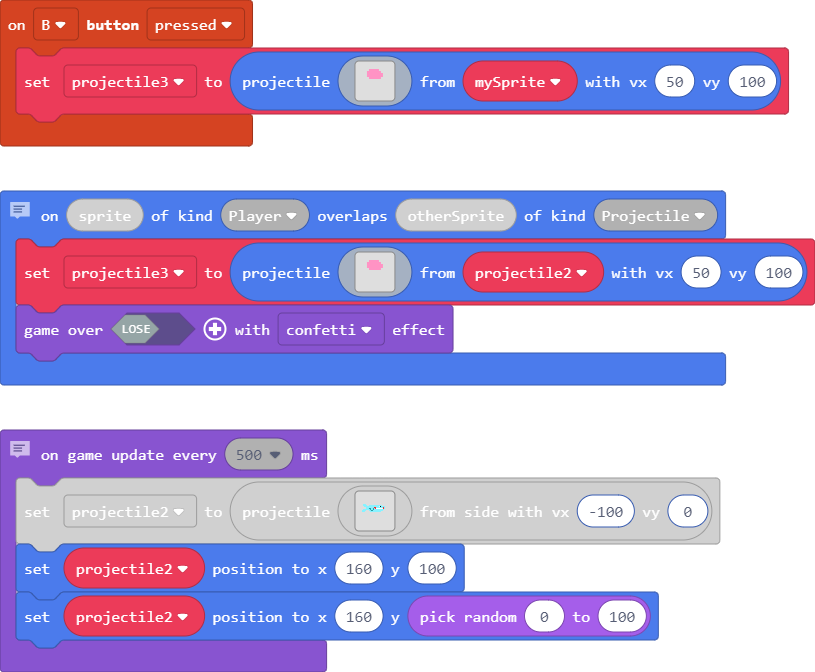 on B button pressed
set projectile3 to projectile from mySprite with vx 50 vy 100
on sprite of kind Player overlaps otherSprite of kind Projectile
set projectile3 to projectile from projectile2 with vx 50 vy 100
game over LOSE with confetti effect
on game update every 500 ms
set projectile2 to projectile from side with vx -100 vy 0
set projectile2 position to x 160 y 100
set projectile2 position to x 160 y pick random 0 to 100